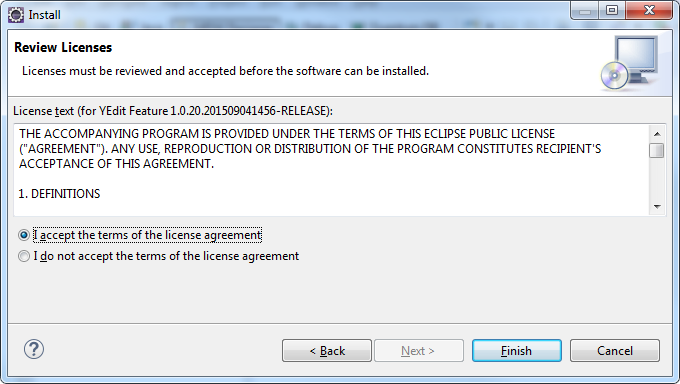 Install
Review Licenses
Licenses must be reviewed and accepted before the software can be installed.
License text (for YEdit Feature 1.0.20.201509041456-RELEASE):
THE ACCOMPANYING PROGRAM IS PROVIDED UNDER THE TERMS OF THIS ECLIPSE PUBLIC LICENSE
("AGREEMENT"). ANY USE, REPRODUCTION OR DISTRIBUTION OF THE PROGRAM CONSTITUTES RECIPIENT'S
ACCEPTANCE OF THIS AGREEMENT.
1. DEFINITIONS
I accept the terms of the license agreement
I do not accept the terms of the license agreement
?
< Back
Next >
Finish
Cancel